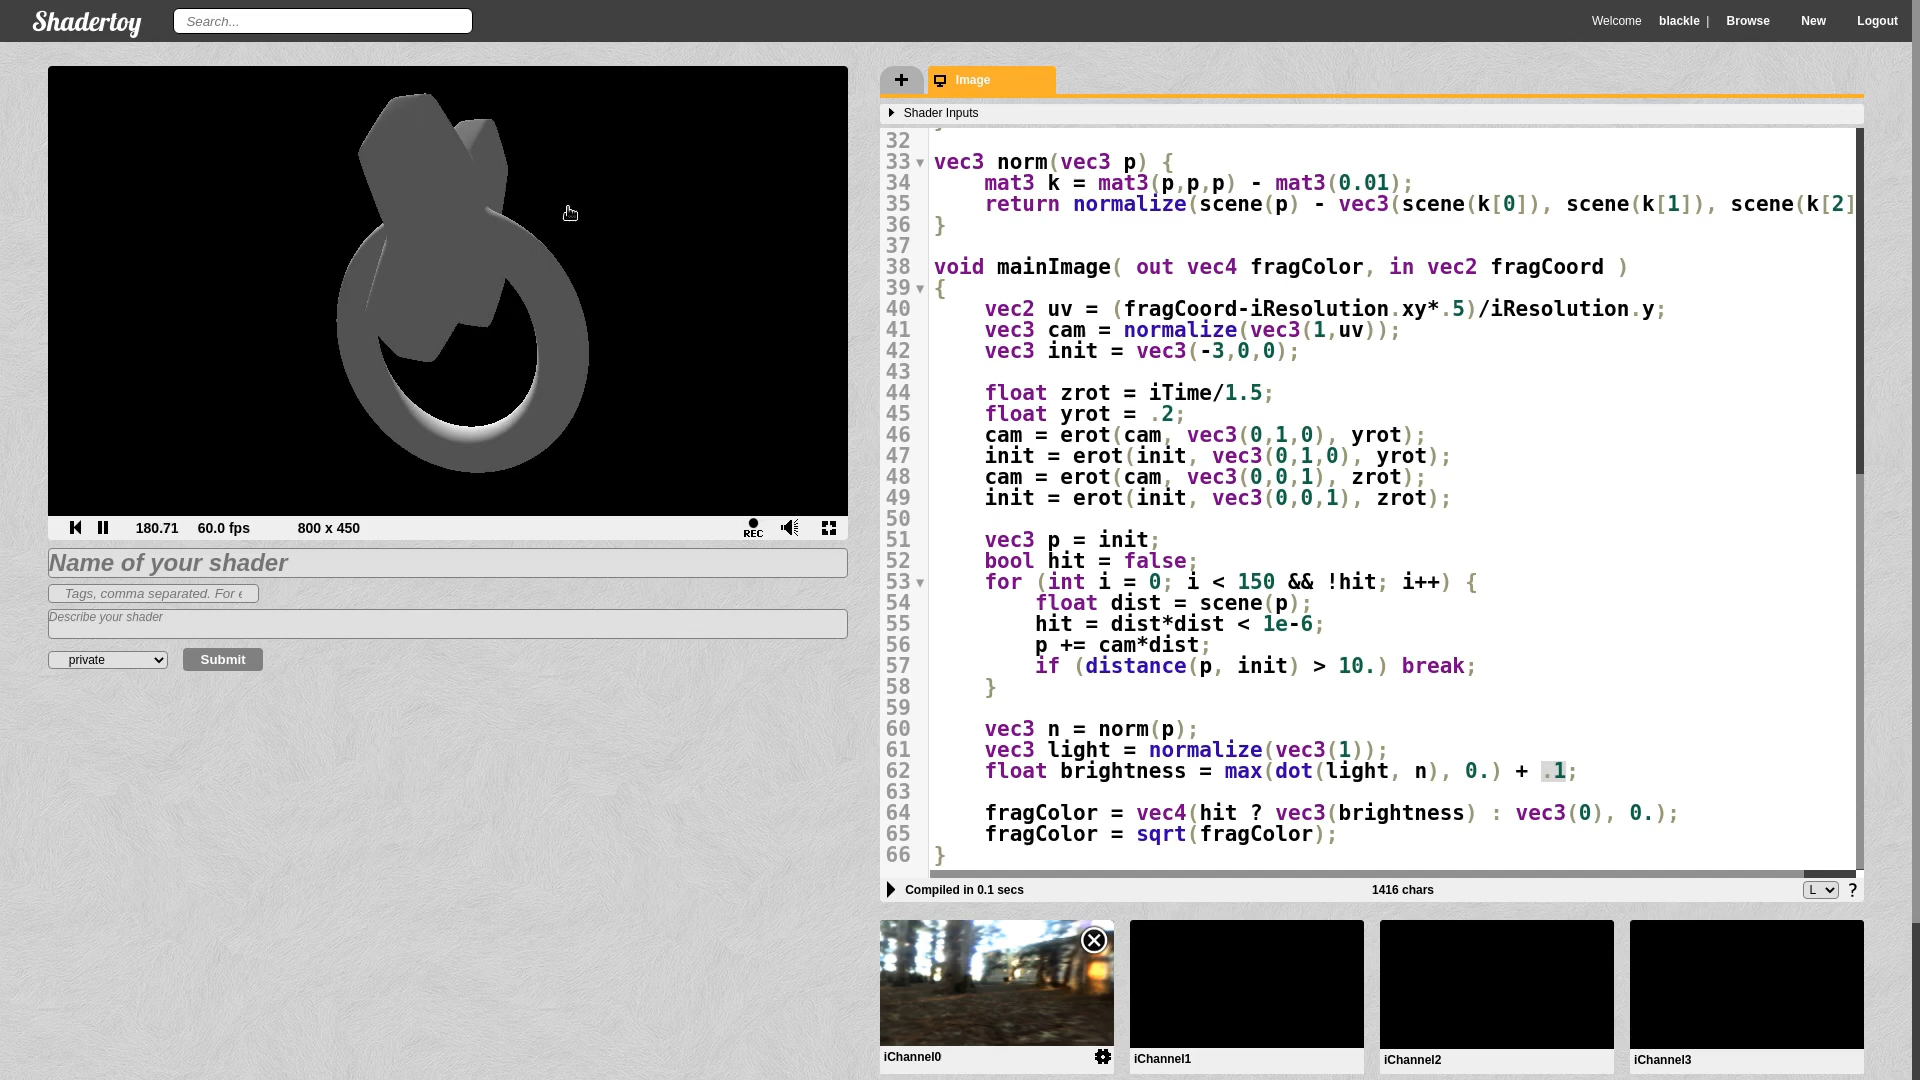 Shadertoy
Search...
Welcome blackle | Browse New Logout
+ Image
Shader Inputs
32
33 vec3 norm(vec3 p) {
34 mat3 k = mat3(p,p,p) - mat3(0.01);
35 return normalize(scene(p) - vec3(scene(k[0]), scene(k[1]), scene(k[2]
36 }
37
38 void mainImage( out vec4 fragColor, in vec2 fragCoord )
39 {
40 vec2 uv = (fragCoord-iResolution.xy*.5)/iResolution.y;
41 vec3 cam = normalize(vec3(1,uv));
42 vec3 init = vec3(-3,0,0);
43
44 float zrot = iTime/1.5;
45 float yrot = .2;
46 cam = erot(cam, vec3(0,1,0), yrot);
47 init = erot(init, vec3(0,1,0), yrot);
48 cam = erot(cam, vec3(0,0,1), zrot);
49 init = erot(init, vec3(0,0,1), zrot);
50
51 vec3 p = init;
52 bool hit = false;
53 for (int i = 0; i < 150 && !hit; i++) {
54 float dist = scene(p);
55 hit = dist*dist < 1e-6;
56 p += cam*dist;
57 if (distance(p, init) > 10.) break;
58 }
59
60 vec3 n = norm(p);
61 vec3 light = normalize(vec3(1));
62 float brightness = max(dot(light, n), 0.) + .1;
63
64 fragColor = vec4(hit ? vec3(brightness) : vec3(0), 0.);
65 fragColor = sqrt(fragColor);
66 }
Compiled in 0.1 secs 1416 chars L ?
180.71 60.0 fps 800 x 450 REC
Name of your shader
Tags, comma separated. For e
Describe your shader
private Submit
iChannel0 iChannel1 iChannel2 iChannel3